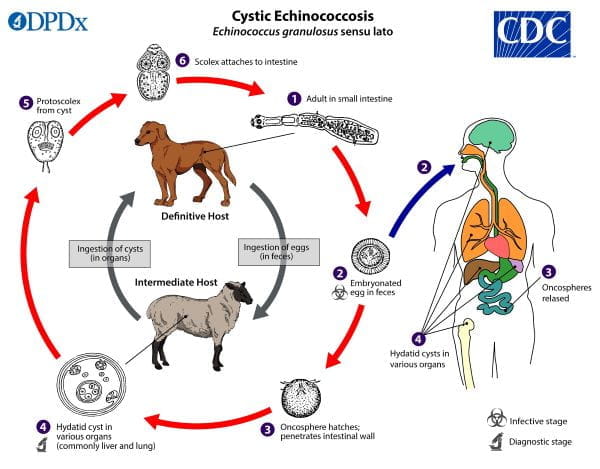 DPDx
Cystic Echinococcosis
Echinococcus granulosus sensu lato
CDC
6 Scolex attaches to intestine
5 Protoscolex
from cyst
1 Adult in small intestine
Definitive Host
Ingestion of cysts
(in organs)
Ingestion of eggs
(in feces)
Intermediate Host
2
2 Embryonated
egg in feces
3
Oncospheres
relased
4
Hydatid cysts in
various organs
4 Hydatid cyst in
various organs
(commonly liver and lung)
3 Oncosphere hatches;
penetrates intestinal wall
Infective stage
Diagnostic stage